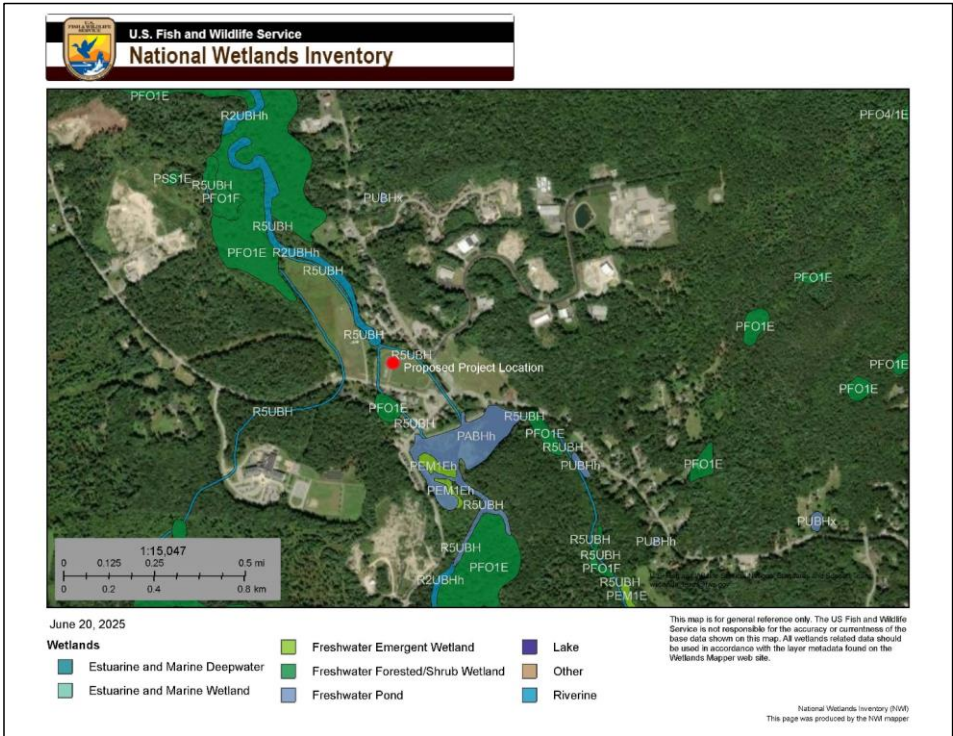 U.S.
FISH & WILDLIFE
SERVICE
U.S. Fish and Wildlife Service
National Wetlands Inventory
PFO1E
R2UBHh
PFO4/1E
PSS1E
R5UBH
PFO1F
PUBHx
R5UBH
PFO1E
R2UBHh
R5UBH
PFO1E
R5UBH
PFO1E
R5UBH
Proposed Project Location
PFO1E
PFO1E
R5UBH
PFO1E
R5UBH
R5UBH
PABHh
PFO1E
R5UBH
PEM1Eh
PUBHh
PFO1E
PEM1Eh
R5UBH
PUBHx
R5UBH
PFO1E
R5UBH
PUBHh
R5UBH
R2UBHh
PFO1F
R5UBH
PEM1E
1:15,047
0 0.125 0.25 0.5 mi
0 0.2 0.4 0.8 km
June 20, 2025
Wetlands
Estuarine and Marine Deepwater
Estuarine and Marine Wetland
Freshwater Emergent Wetland
Freshwater Forested/Shrub Wetland
Freshwater Pond
Lake
Other
Riverine
This map is for general reference only. The US Fish and Wildlife
Service is not responsible for the accuracy or currentness of the
base data shown on this map. All wetlands related data should
be used in accordance with the layer metadata found on the
Wetlands Mapper web site.
National Wetlands Inventory (NWI)
This page was produced by the NWI mapper